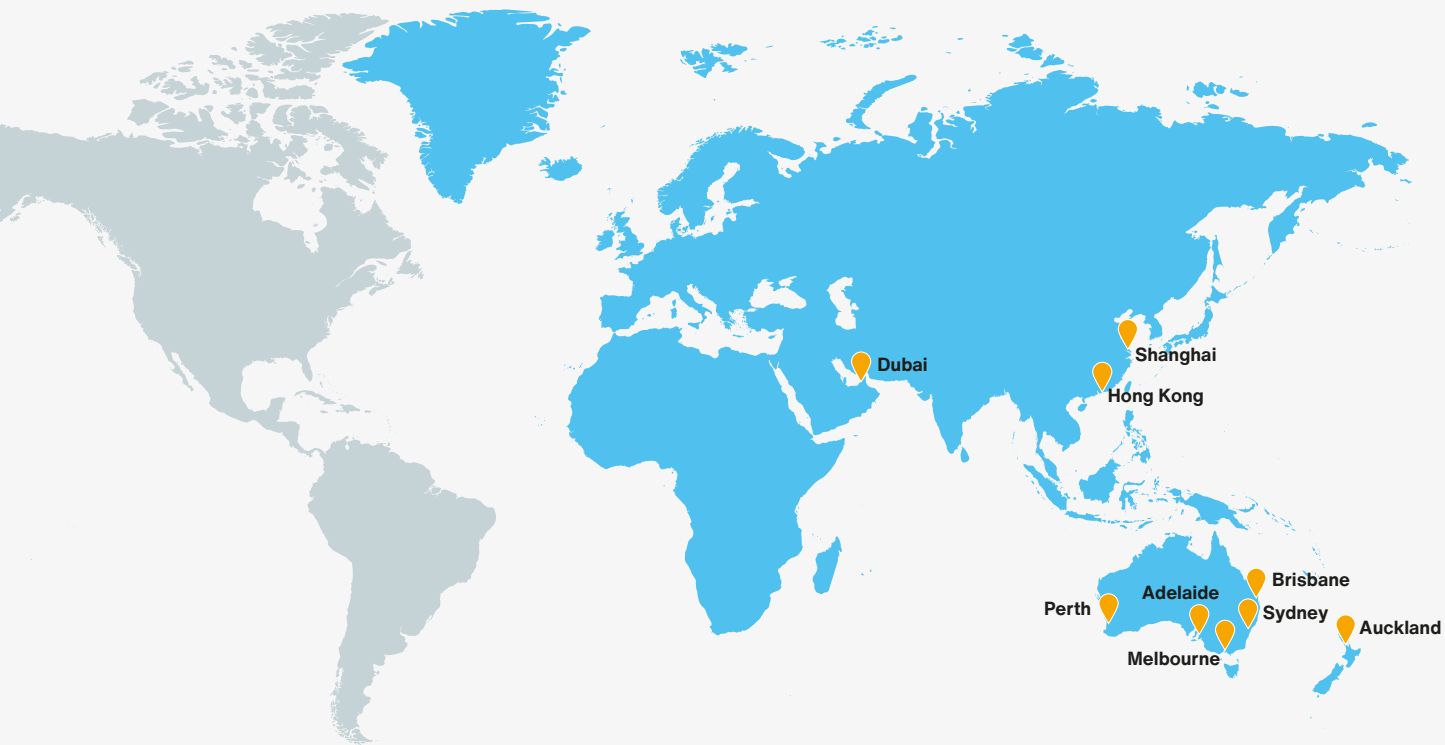 Shanghai
Dubai
Hong Kong
Brisbane
Adelaide
Perth
Sydney
Auckland
Melbourne